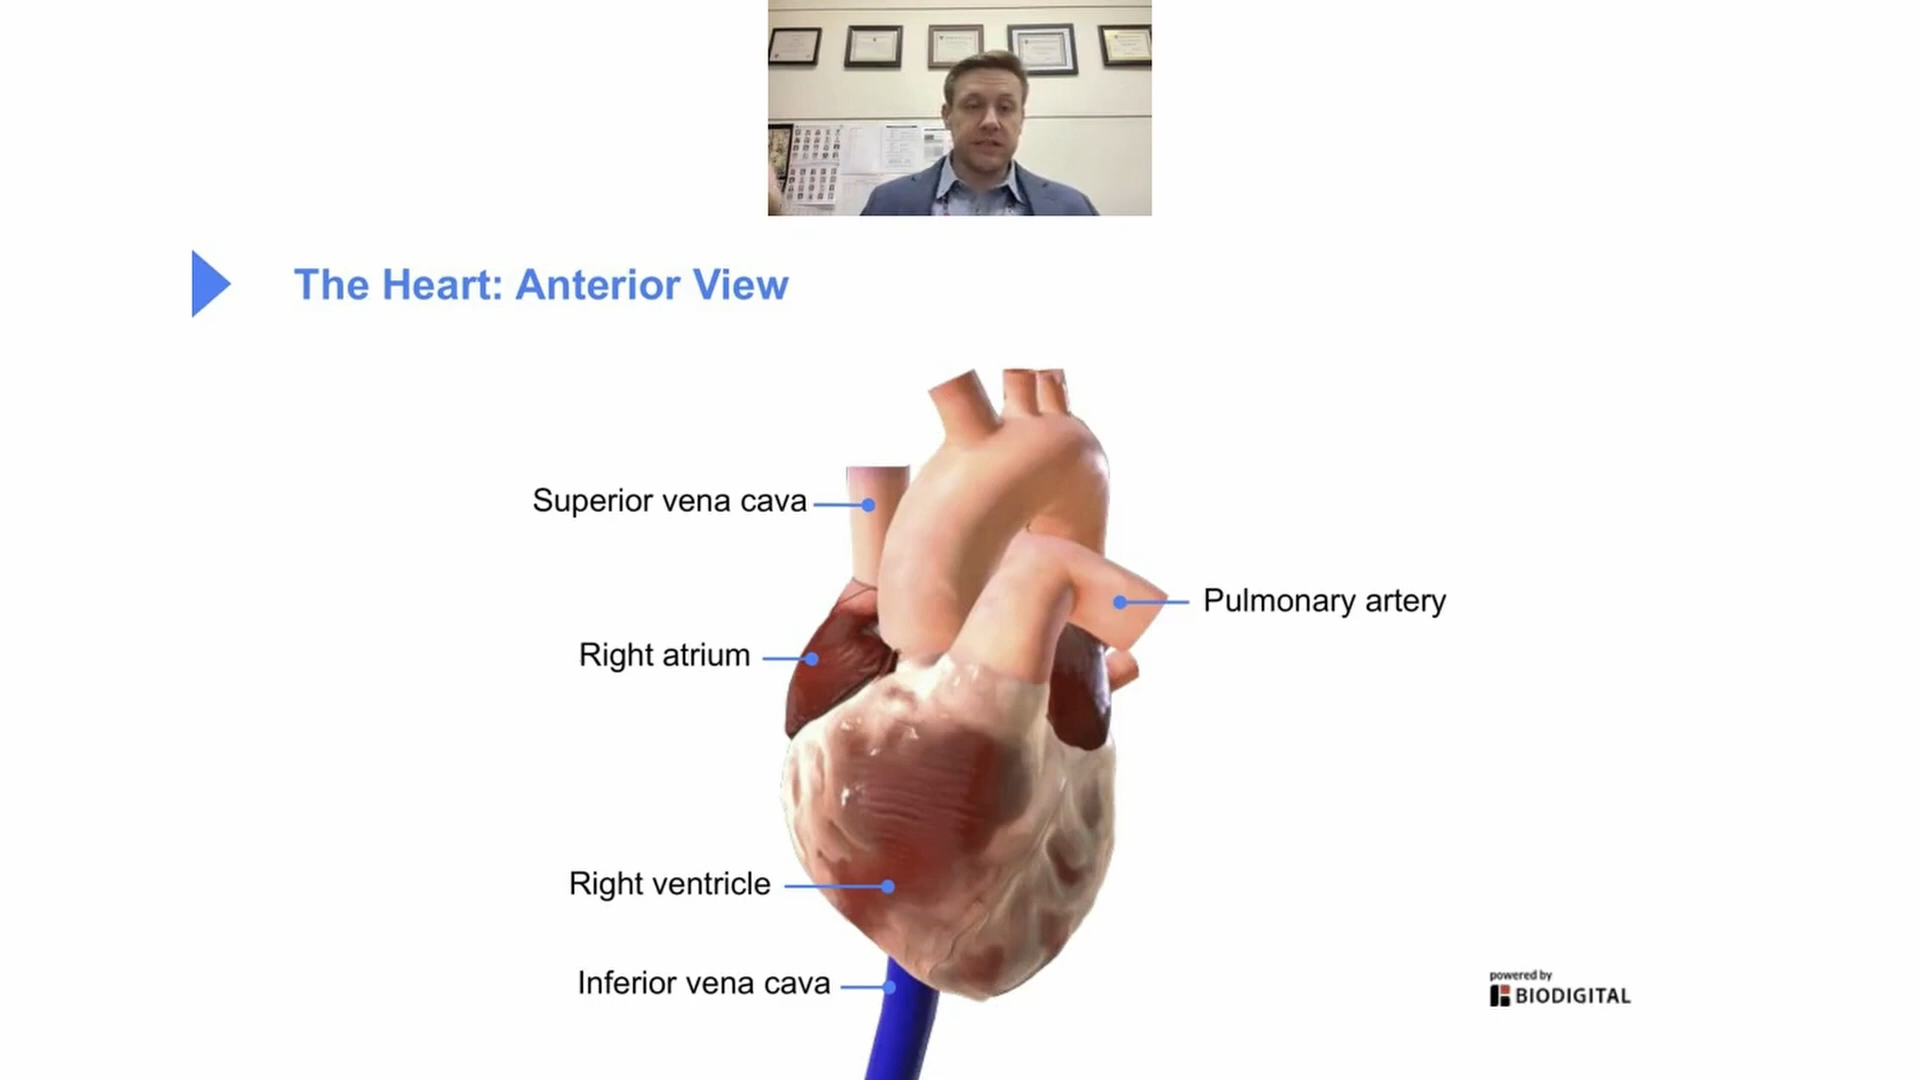 The Heart: Anterior View
Superior vena cava
Pulmonary artery
Right atrium
Right ventricle
Inferior vena cava
powered by
BIODIGITAL